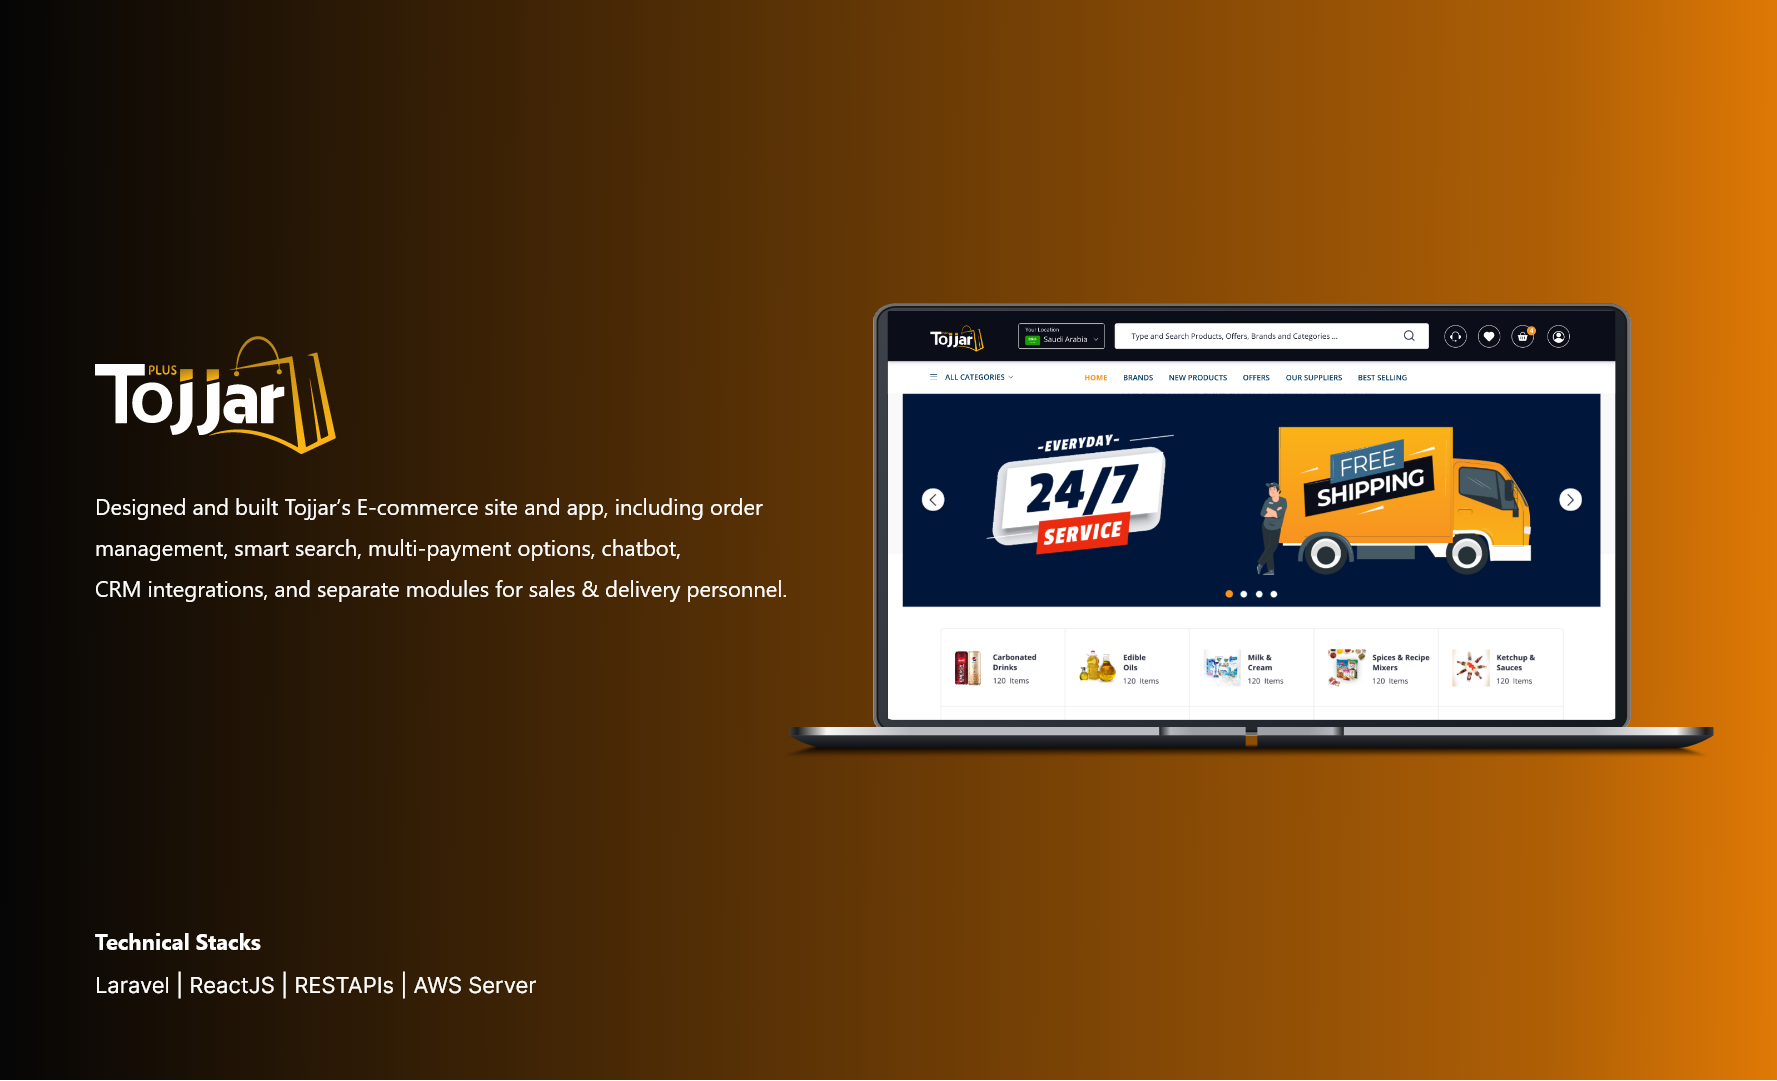 PLUS
Tojjar
Designed and built Tojjar’s E-commerce site and app, including order
management, smart search, multi-payment options, chatbot,
CRM integrations, and separate modules for sales & delivery personnel.
Technical Stacks
Laravel | ReactJS | RESTAPIs | AWS Server
Tojjar
Your Location
Saudi Arabia
Type and Search Products, Offers, Brands and Categories ...
4
ALL CATEGORIES
HOME BRANDS NEW PRODUCTS OFFERS OUR SUPPLIERS BEST SELLING
-EVERYDAY-
24/7
SERVICE
FREE
SHIPPING
Carbonated
Drinks
120 Items
Edible
Oils
120 Items
Milk &
Cream
120 Items
Spices & Recipe
Mixers
120 Items
Ketchup &
Sauces
120 Items